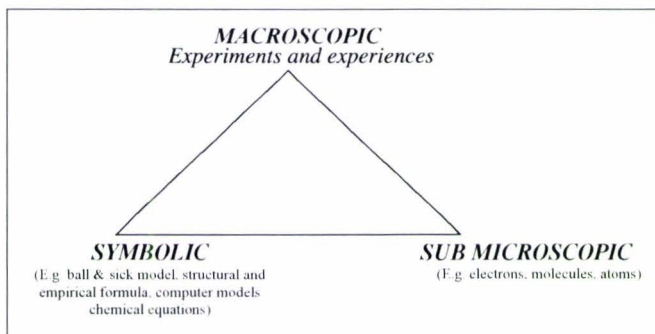 MACROSCOPIC
Experiments and experiences
SYMBOLIC
(E.g ball & sick model, structural and
empirical formula, computer models
chemical equations)
SUB MICROSCOPIC
(E.g. electrons, molecules, atoms)